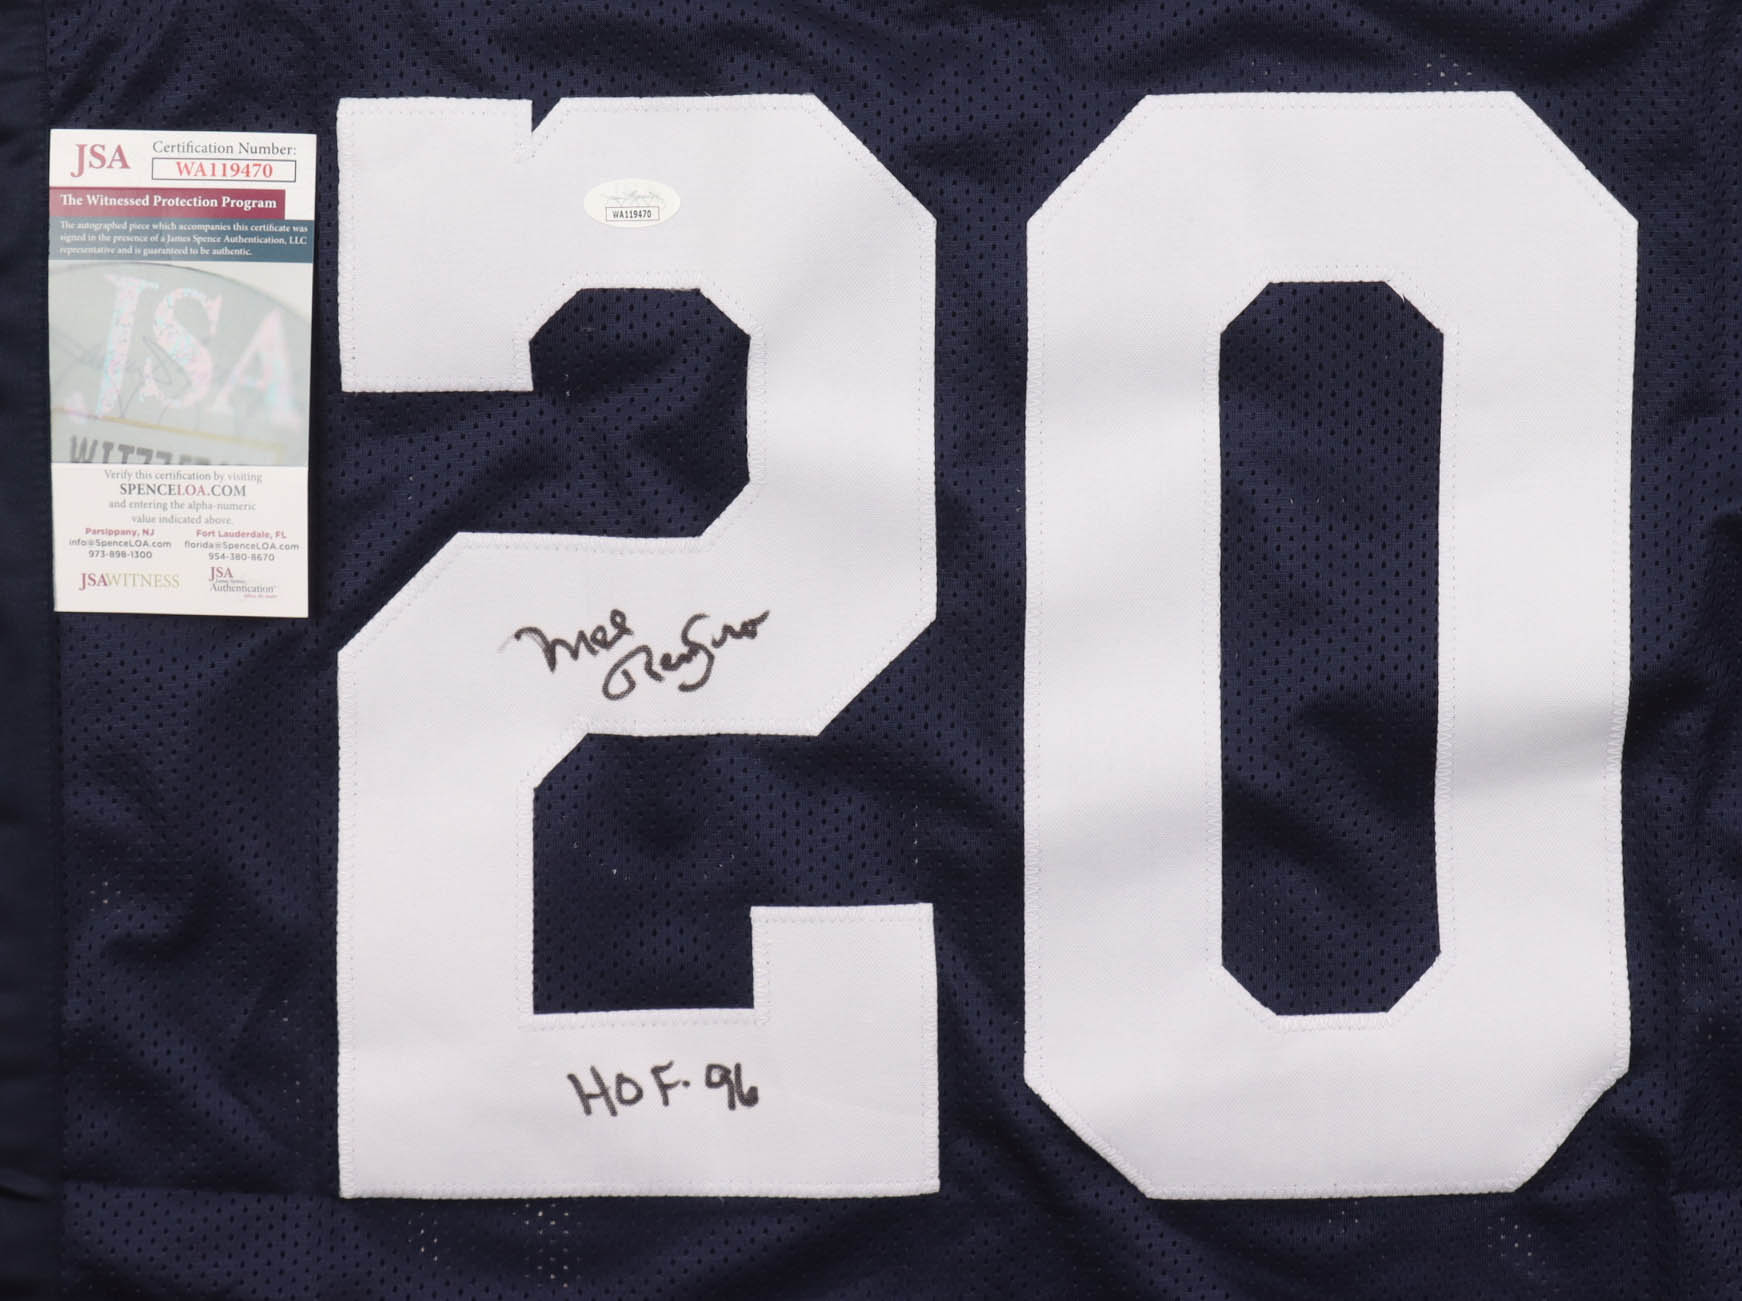 JSA
Certification Number:
WA119470
The Witnessed Protection Program
The autographed piece which accompanies this certificate was
signed in the presence of a James Spence Authentication, LLC
representative and is guaranteed to be authentic.
JSA
Verify this certification by visiting
SPENCELOA.COM
and entering the alpha-numeric
value indicated above.
Parsippany, NJ
info@SpenceLOA.com
973-898-1300
Fort Lauderdale, FL
florida@SpenceLOA.com
954-380-8670
JSAWITNESS
JSA
Authentication
20
WA119470
Mel
Renfro
HOF. 96